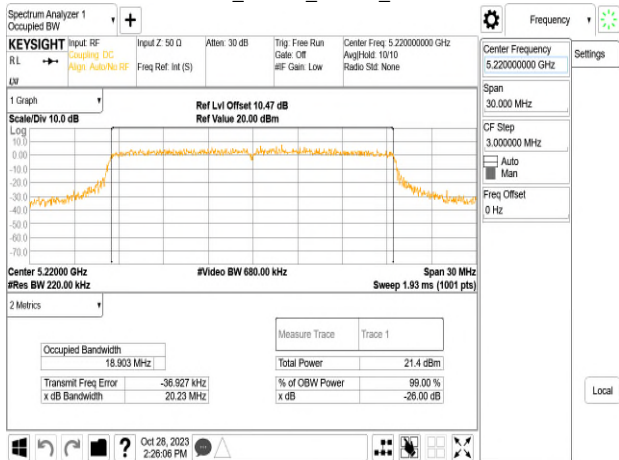 Spectrum Analyzer 1
Occupied BW
Frequency
KEYSIGHT Input: RF Input Z: 50 Ω Atten: 30 dB Trig: Free Run Center Freq: 5.220000000 GHz
RL Coupling: DC Gate: Off Avg|Hold: 10/10
Align: Auto/No RF Freq Ref: Int (S) #IF Gain: Low Radio Std: None
Center Frequency
5.220000000 GHz
Settings
Span
30.000 MHz
CF Step
3.000000 MHz
Auto
Man
Freq Offset
0 Hz
Local
1 Graph
Ref Lvl Offset 10.47 dB
Scale/Div 10.0 dB Ref Value 20.00 dBm
Log
10.0
0.00
-10.0
-20.0
-30.0
-40.0
-50.0
-60.0
-70.0
Center 5.22000 GHz #Video BW 680.00 kHz Span 30 MHz
#Res BW 220.00 kHz Sweep 1.93 ms (1001 pts)
2 Metrics
Measure Trace Trace 1
Occupied Bandwidth
18.903 MHz Total Power 21.4 dBm
Transmit Freq Error -36.927 kHz % of OBW Power 99.00 %
x dB Bandwidth 20.23 MHz x dB -26.00 dB
Oct 28, 2023
2:26:06 PM